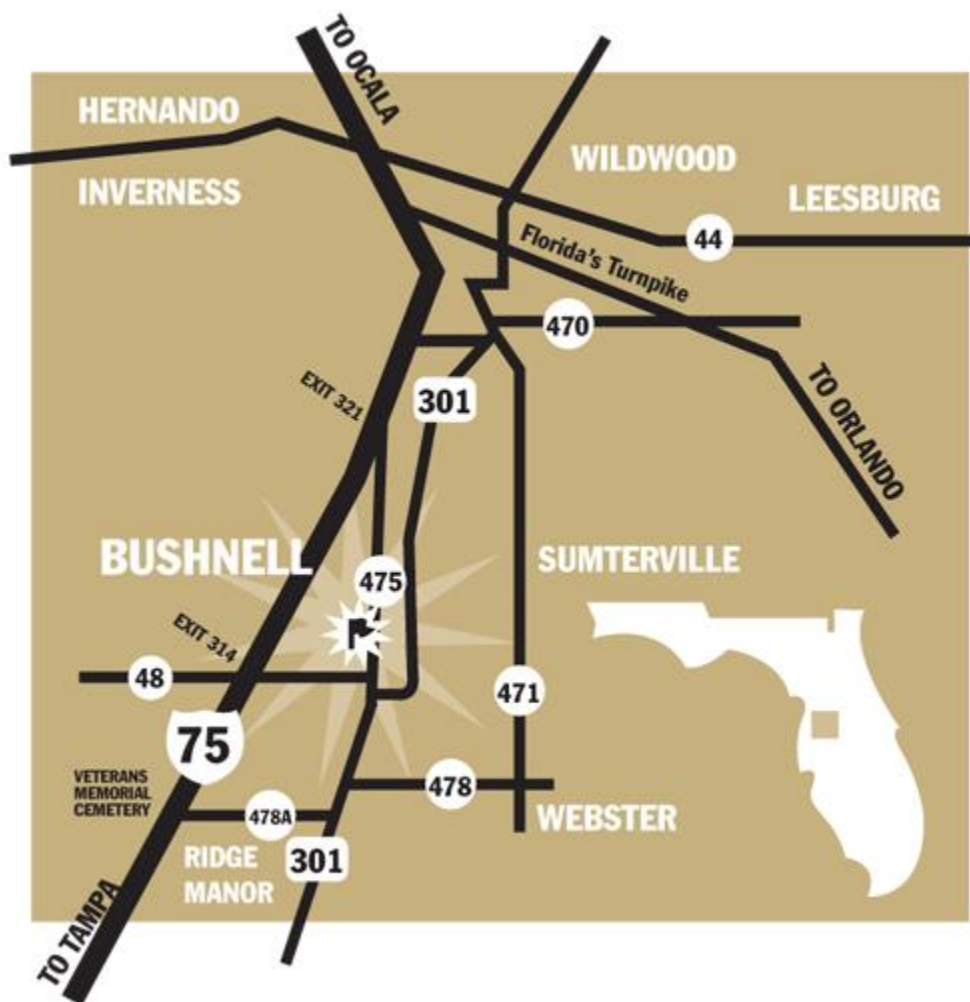 TO OCALA
HERNANDO
WILDWOOD
INVERNESS
LEESBURG
44
Florida's Turnpike
470
EXIT 321
301
TO ORLANDO
BUSHNELL
SUMTERVILLE
475
EXIT 314
48
471
75
VETERANS
MEMORIAL
CEMETERY
478
478A
WEBSTER
RIDGE
MANOR
301
TO TAMPA